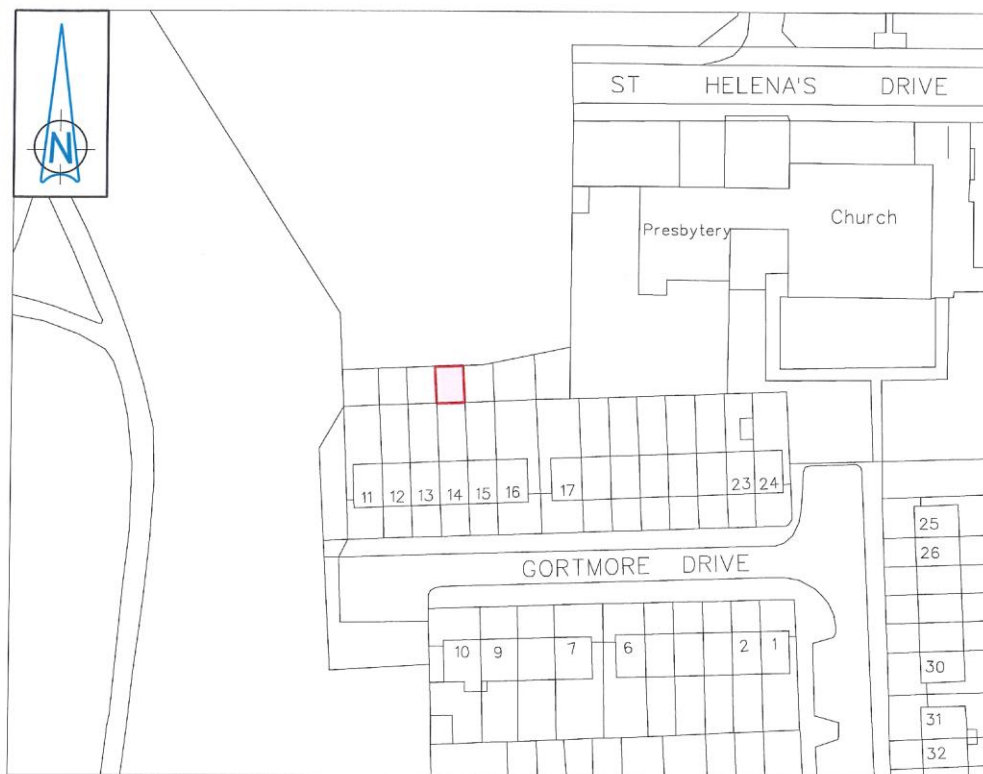 N
ST HELENA'S DRIVE
Presbytery
Church
11 12 13 14 15 16 17 23 24
25
26
GORTMORE DRIVE
10 9 7 6 2 1
30
31
32